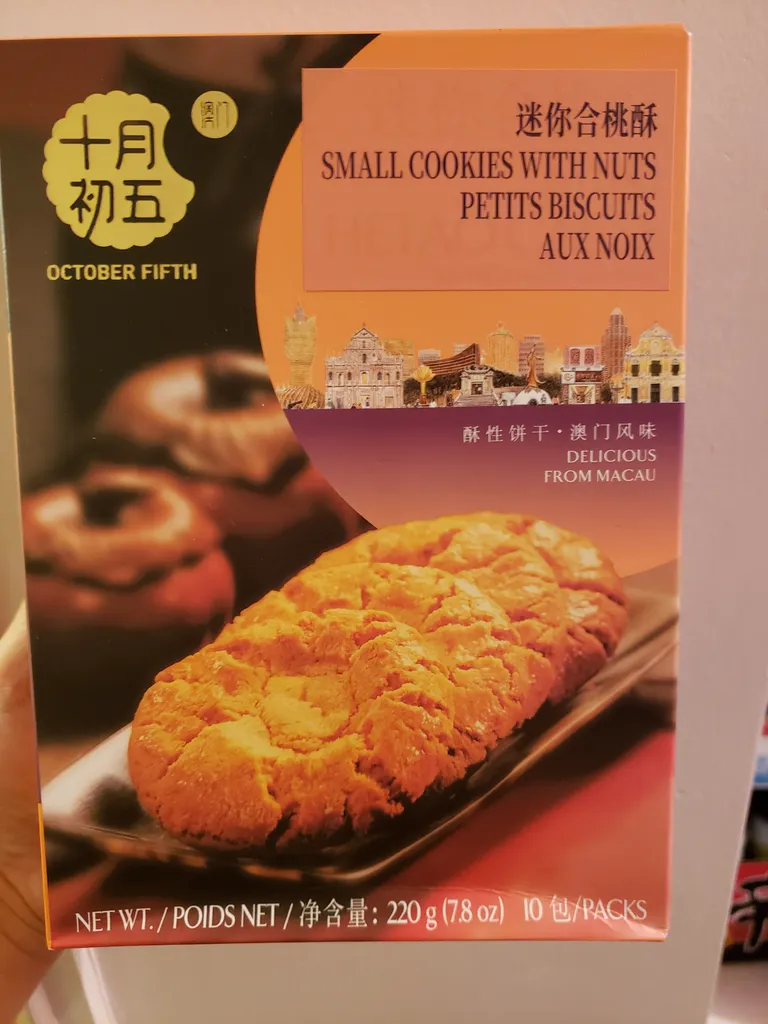 十月
初五
澳门
OCTOBER FIFTH
迷你合桃酥
SMALL COOKIES WITH NUTS
PETITS BISCUITS
AUX NOIX
酥性饼干·澳门风味
DELICIOUS
FROM MACAU
NET WT. / POIDS NET / 净含量: 220 g (7.8 oz) 10 包/PACKS